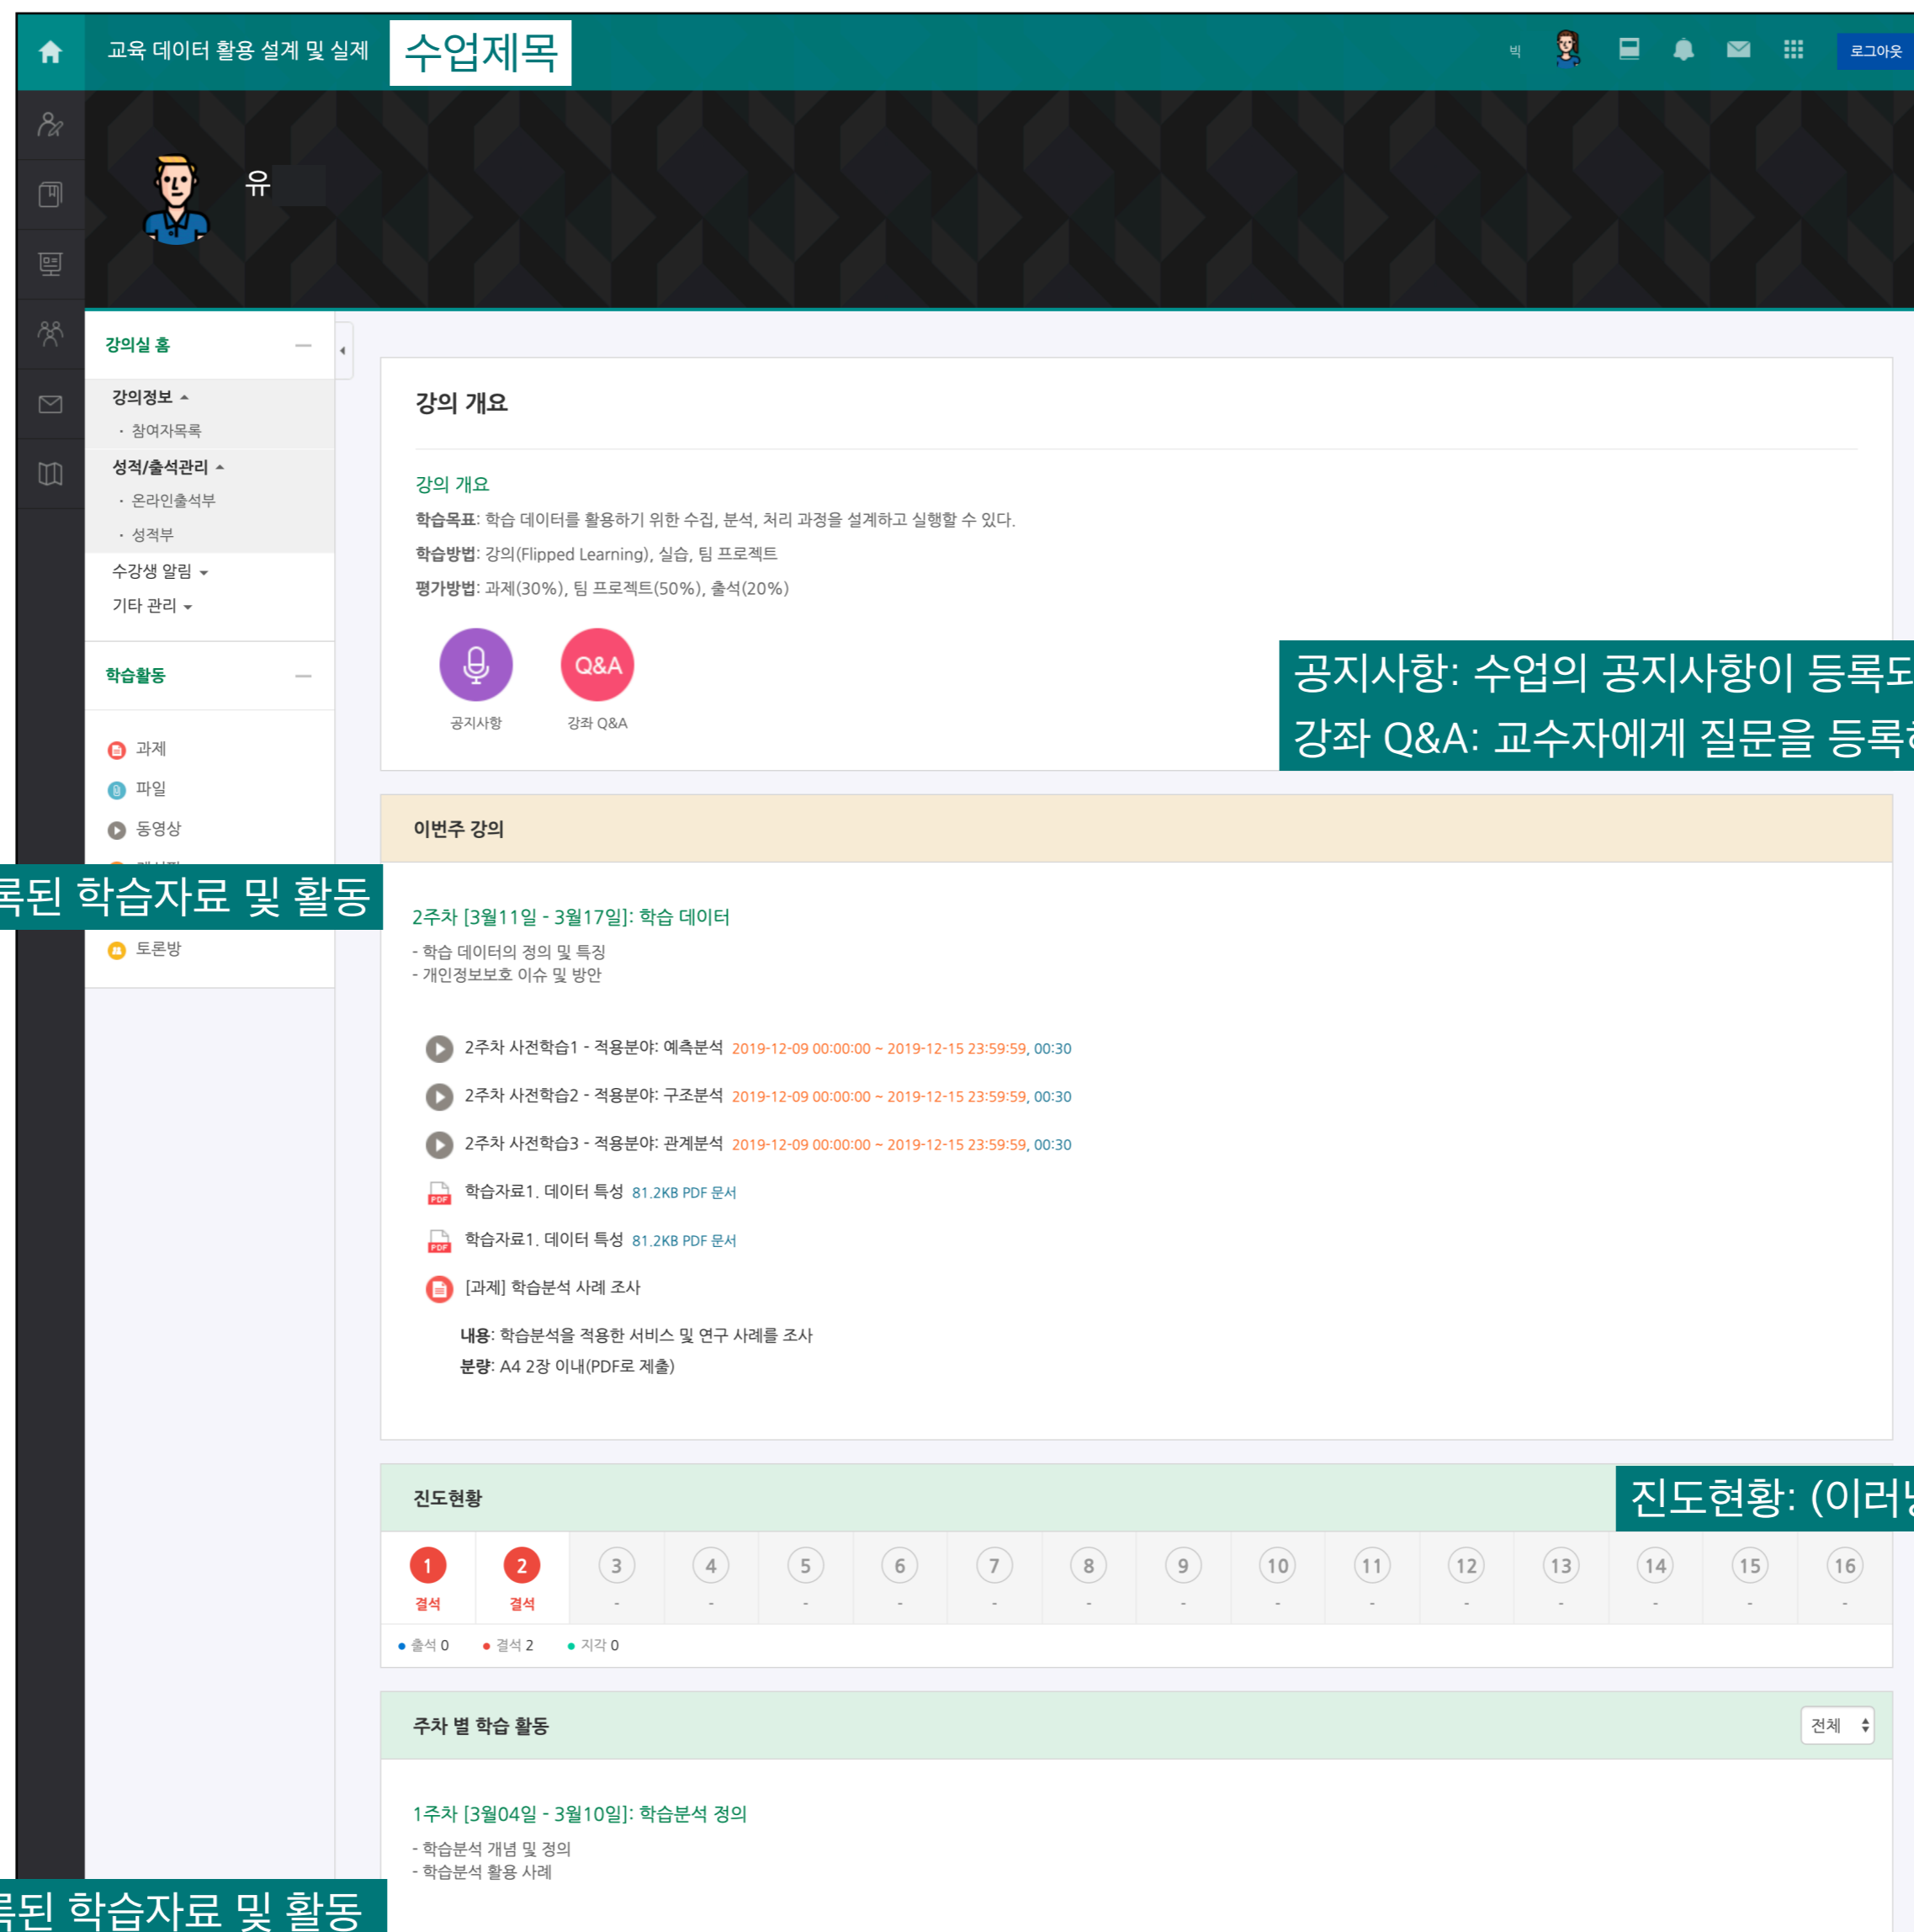 교육 데이터 활용 설계 및 실제
수업제목
빅
로그아웃
유
강의실 홈
강의정보
참여자목록
성적/출석관리
온라인출석부
성적부
수강생 알림
기타 관리
학습활동
과제
파일
동영상
록된 학습자료 및 활동
토론방
강의 개요
강의 개요
학습목표: 학습 데이터를 활용하기 위한 수집, 분석, 처리 과정을 설계하고 실행할 수 있다.
학습방법: 강의(Flipped Learning), 실습, 팀 프로젝트
평가방법: 과제(30%), 팀 프로젝트(50%), 출석(20%)
Q&A
공지사항
강좌 Q&A
공지사항: 수업의 공지사항이 등록되
강좌 Q&A: 교수자에게 질문을 등록
이번주 강의
2주차 [3월11일 - 3월17일]: 학습 데이터
- 학습 데이터의 정의 및 특징
- 개인정보보호 이슈 및 방안
2주차 사전학습1 - 적용분야: 예측분석 2019-12-09 00:00:00 ~ 2019-12-15 23:59:59, 00:30
2주차 사전학습2 - 적용분야: 구조분석 2019-12-09 00:00:00 ~ 2019-12-15 23:59:59, 00:30
2주차 사전학습3 - 적용분야: 관계분석 2019-12-09 00:00:00 ~ 2019-12-15 23:59:59, 00:30
PDF 학습자료1. 데이터 특성 81.2KB PDF 문서
PDF 학습자료1. 데이터 특성 81.2KB PDF 문서
[과제] 학습분석 사례 조사
내용: 학습분석을 적용한 서비스 및 연구 사례를 조사
분량: A4 2장 이내(PDF로 제출)
진도현황
진도현황: (이러
1 2 3 4 5 6 7 8 9 10 11 12 13 14 15 16
결석 결석 - - - - - - - - - - - - - -
출석 0 결석 2 지각 0
주차 별 학습 활동
전체
1주차 [3월04일 - 3월10일]: 학습분석 정의
- 학습분석 개념 및 정의
- 학습분석 활용 사례
록된 학습자료 및 활동